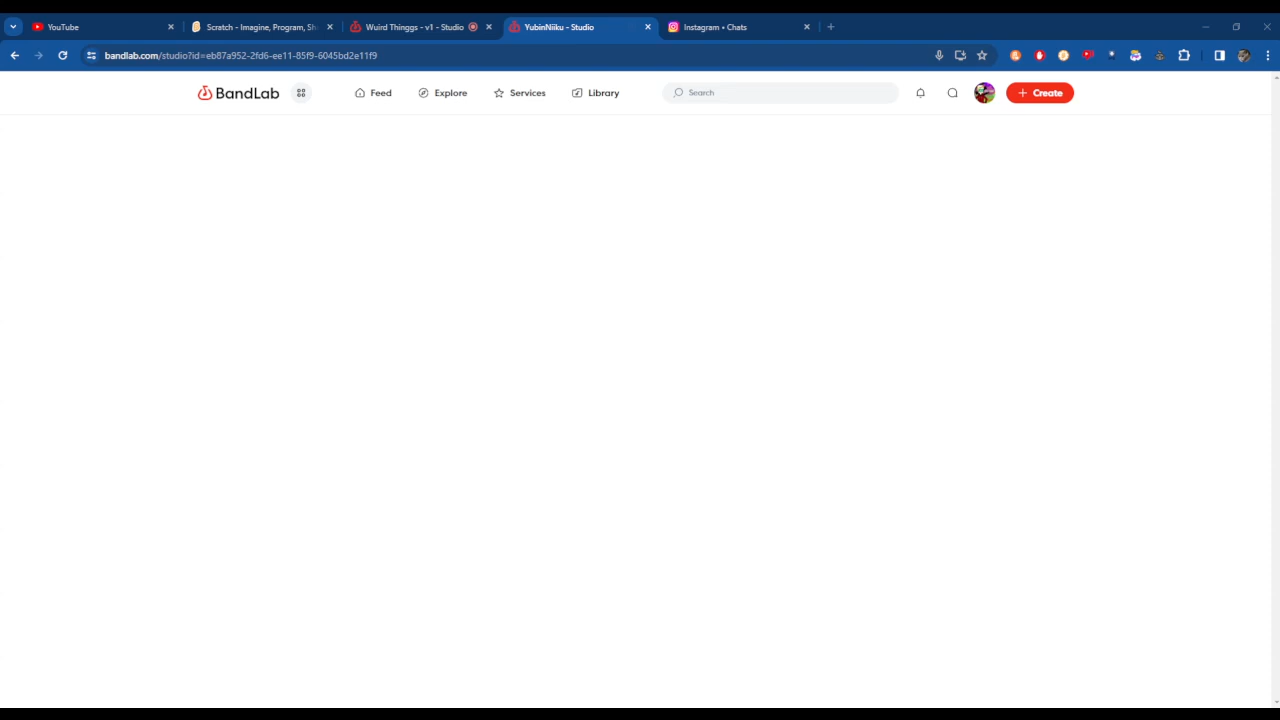 YouTube
Scratch - Imagine, Program, Sh
Wuird Thinggs - v1 - Studio
YubinNiiku - Studio
Instagram • Chats
bandlab.com/studio?id=eb87a952-2fd6-ee11-85f9-6045bd2e11f9
BandLab
Feed
Explore
Services
Library
Search
Create